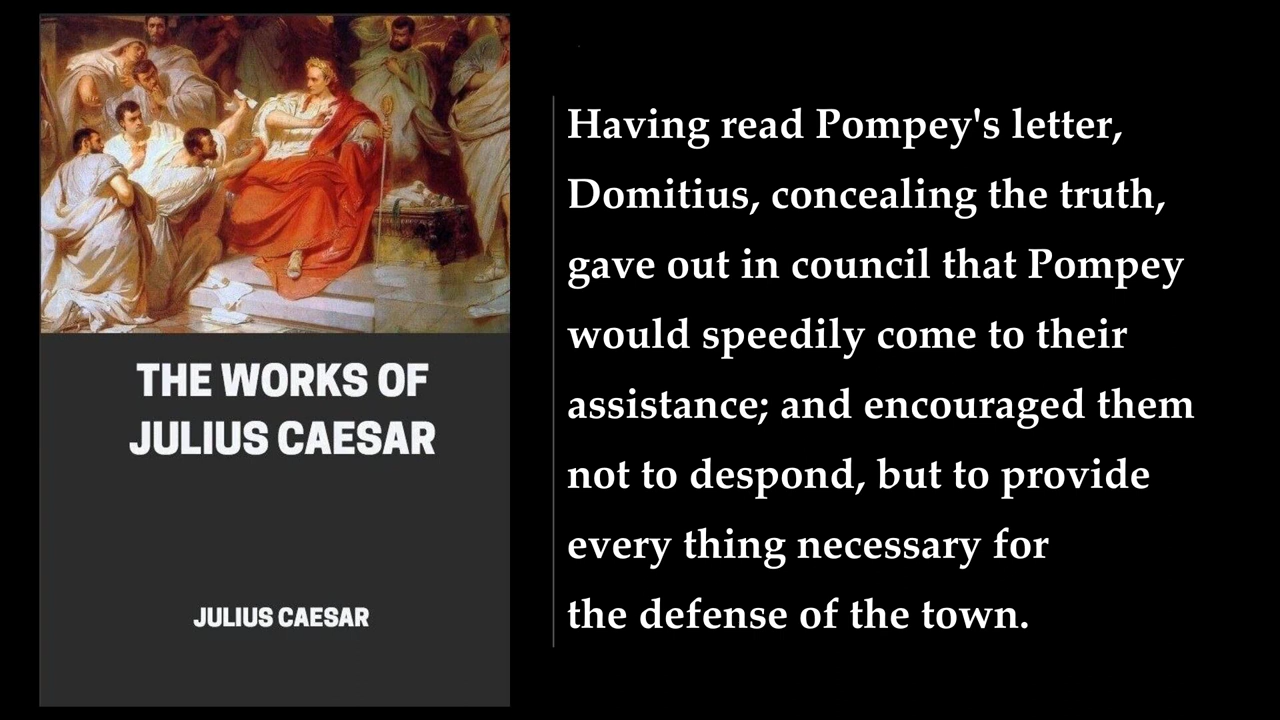 THE WORKS OF
JULIUS CAESAR
JULIUS CAESAR
Having read Pompey's letter,
Domitius, concealing the truth,
gave out in council that Pompey
would speedily come to their
assistance; and encouraged them
not to despond, but to provide
every thing necessary for
the defense of the town.